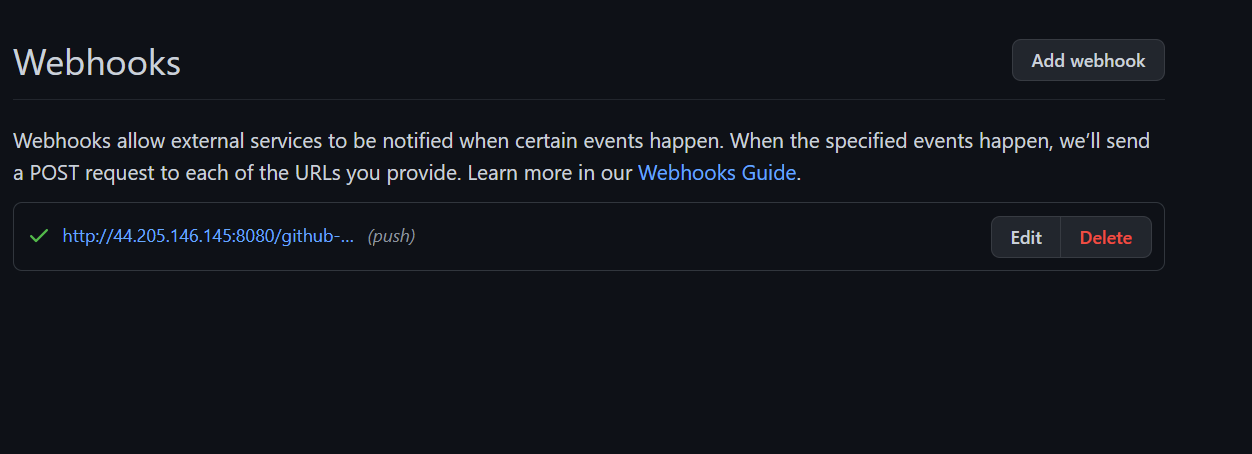 Webhooks
Add webhook
Webhooks allow external services to be notified when certain events happen. When the specified events happen, we’ll send
a POST request to each of the URLs you provide. Learn more in our Webhooks Guide.
http://44.205.146.145:8080/github-... (push)
Edit
Delete